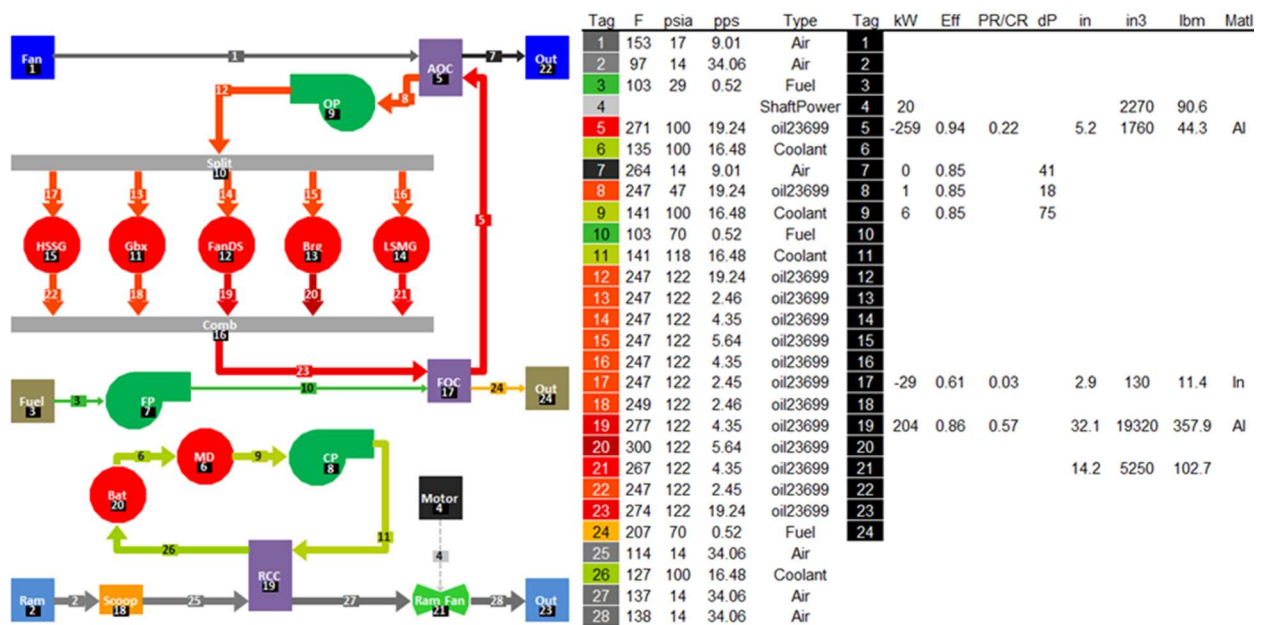 Fan
1
1
AOC
5
7
Out
22
12
OP
9
8
Split
10
17
13
14
15
16
HSSG
15
Gbx
11
FanDS
12
Brg
13
LSMG
14
5
22
18
19
20
21
Comb
16
23
Fuel
3
3
FP
7
10
FOC
17
24
Out
24
Bat
20
6
MD
6
9
CP
8
Motor
4
26
11
4
Ram
2
2
Scoop
18
25
RCC
19
27
Ram Fan
21
28
Out
23
Tag F psia pps Type Tag kW Eff PR/CR dP in in3 lbm Matl
1 153 17 9.01 Air 1
2 97 14 34.06 Air 2
3 103 29 0.52 Fuel 3
4 ShaftPower 4 20 2270 90.6
5 271 100 19.24 oil23699 5 -259 0.94 0.22 5.2 1760 44.3 Al
6 135 100 16.48 Coolant 6
7 264 14 9.01 Air 7 0 0.85 41
8 247 47 19.24 oil23699 8 1 0.85 18
9 141 100 16.48 Coolant 9 6 0.85 75
10 103 70 0.52 Fuel 10
11 141 118 16.48 Coolant 11
12 247 122 19.24 oil23699 12
13 247 122 2.46 oil23699 13
14 247 122 4.35 oil23699 14
15 247 122 5.64 oil23699 15
16 247 122 4.35 oil23699 16
17 247 122 2.45 oil23699 17 -29 0.61 0.03 2.9 130 11.4 In
18 249 122 2.46 oil23699 18
19 277 122 4.35 oil23699 19 204 0.86 0.57 32.1 19320 357.9 Al
20 300 122 5.64 oil23699 20
21 267 122 4.35 oil23699 21 14.2 5250 102.7
22 247 122 2.45 oil23699 22
23 274 122 19.24 oil23699 23
24 207 70 0.52 Fuel 24
25 114 14 34.06 Air
26 127 100 16.48 Coolant
27 137 14 34.06 Air
28 138 14 34.06 Air